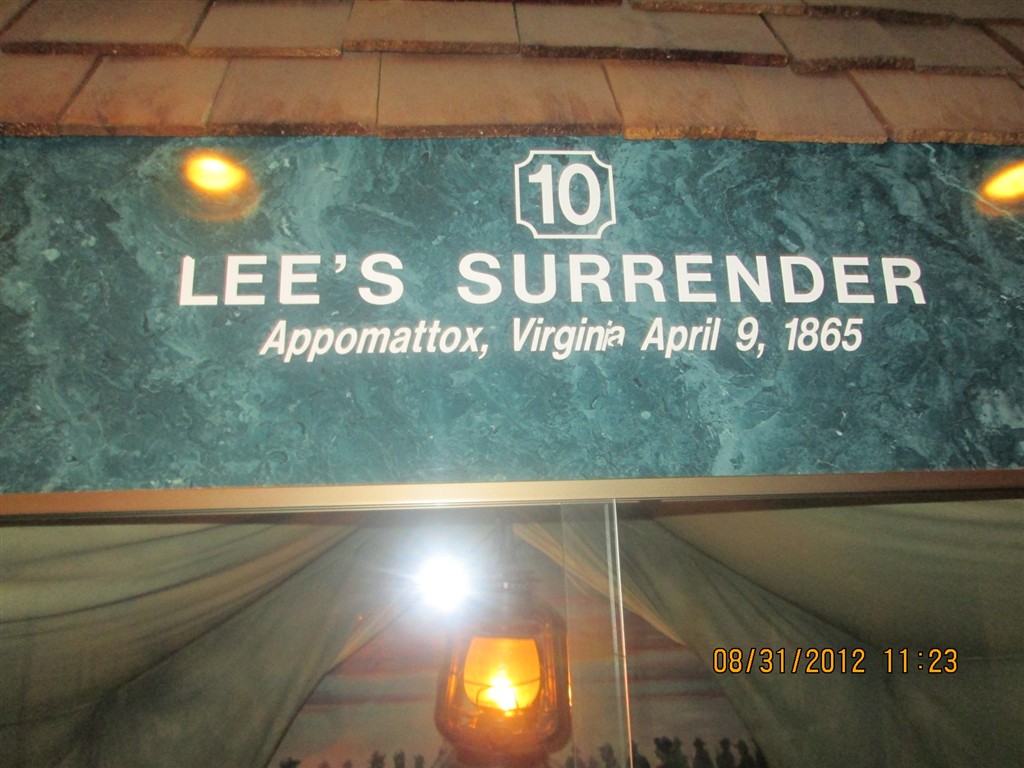 10
LEE'S SURRENDER
Appomattox, Virginia April 9, 1865
08/31/2012 11:23